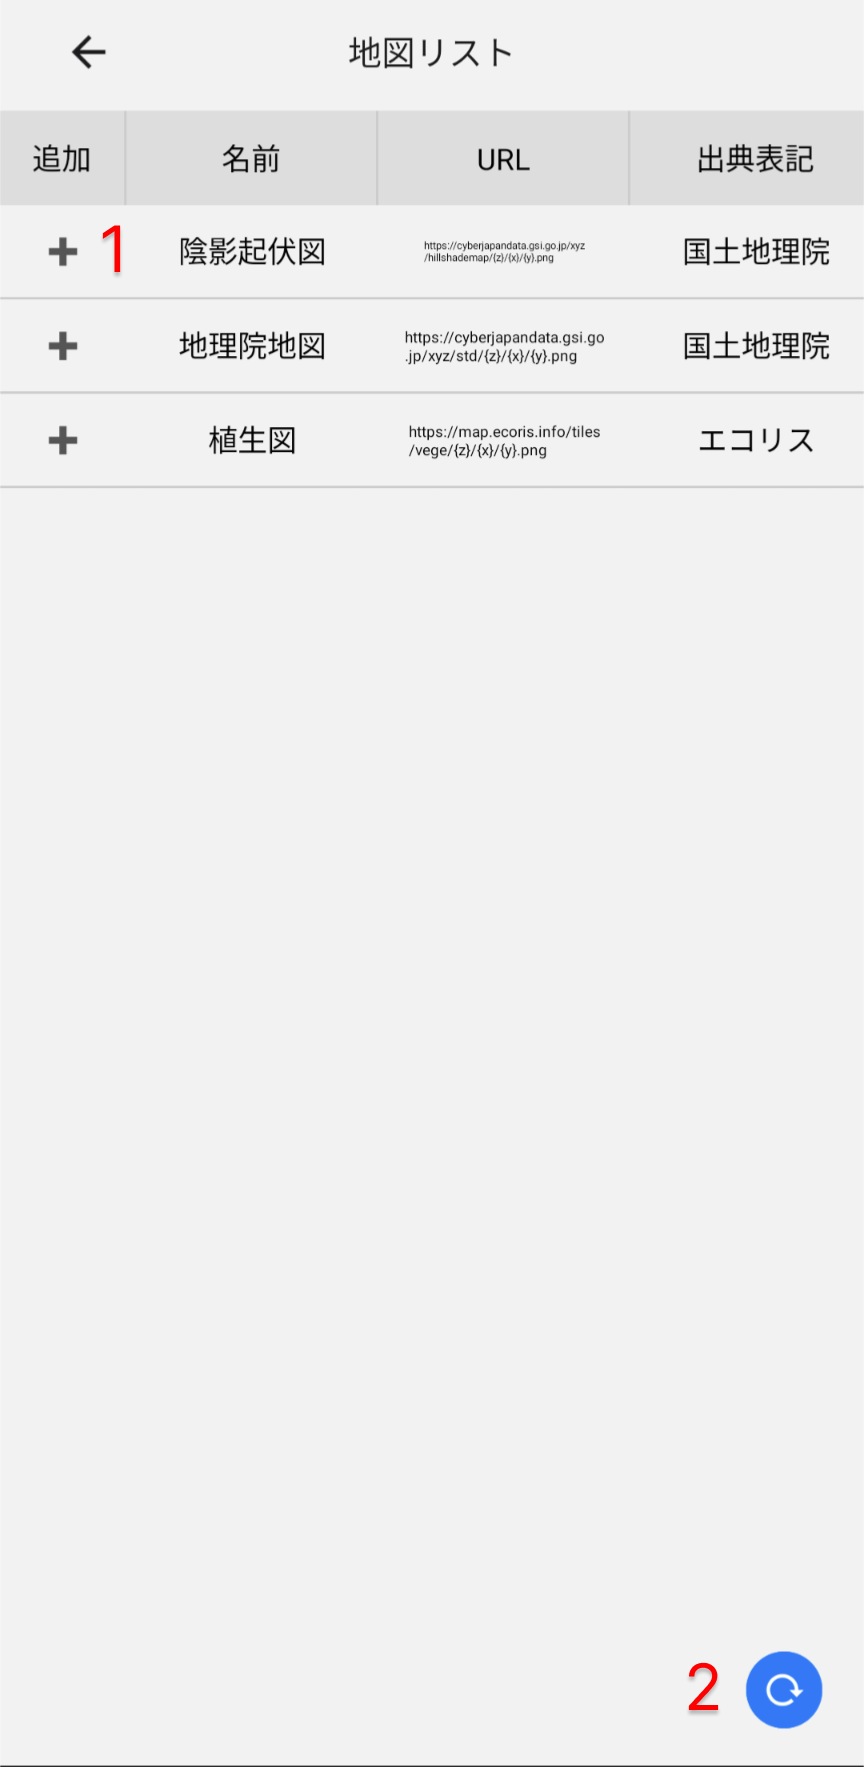 地図リスト
追加 名前 URL 出典表記
1 陰影起伏図 https://cyberjapandata.gsi.go.jp/xyz
/hillshademap/{z}/{x}/{y}.png 国土地理院
地理院地図 https://cyberjapandata.gsi.go
.jp/xyz/std/{z}/{x}/{y}.png 国土地理院
植生図 https://map.ecoris.info/tiles
/vege/{z}/{x}/{y}.png エコリス
2